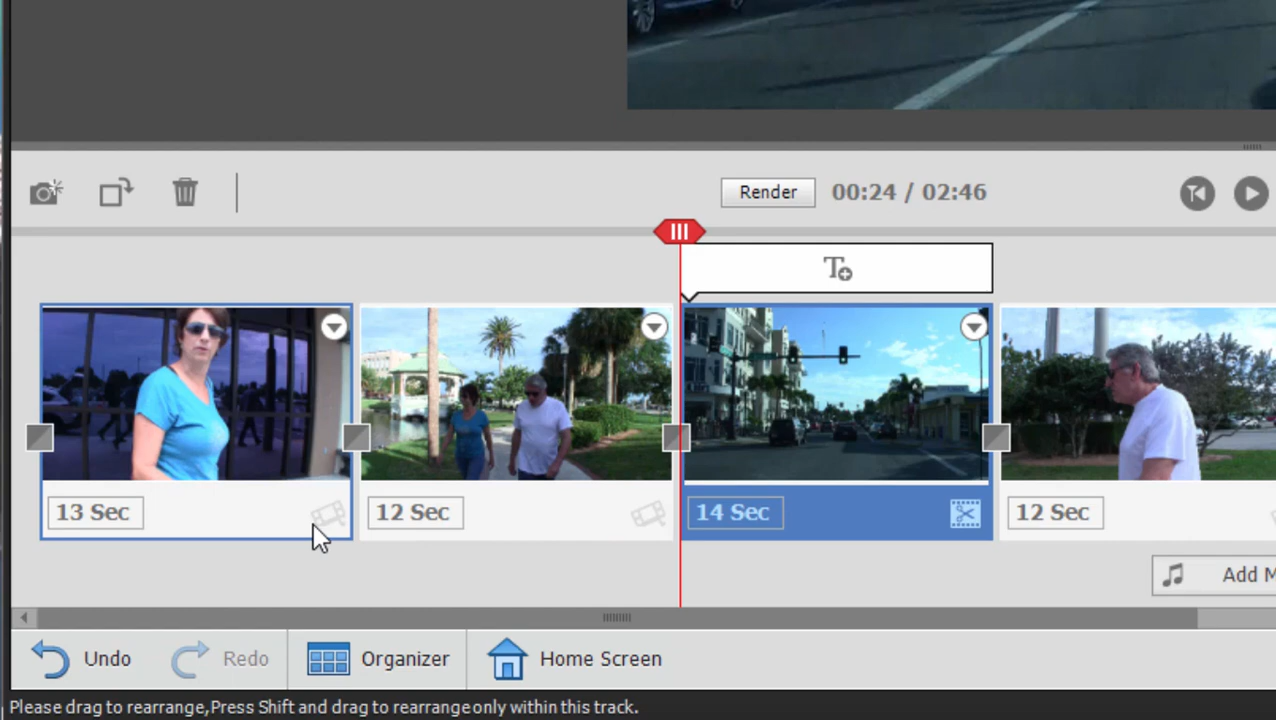 Render 00:24 / 02:46
T
13 Sec 12 Sec 14 Sec 12 Sec
Add M
Undo Redo Organizer Home Screen
Please drag to rearrange,Press Shift and drag to rearrange only within this track.